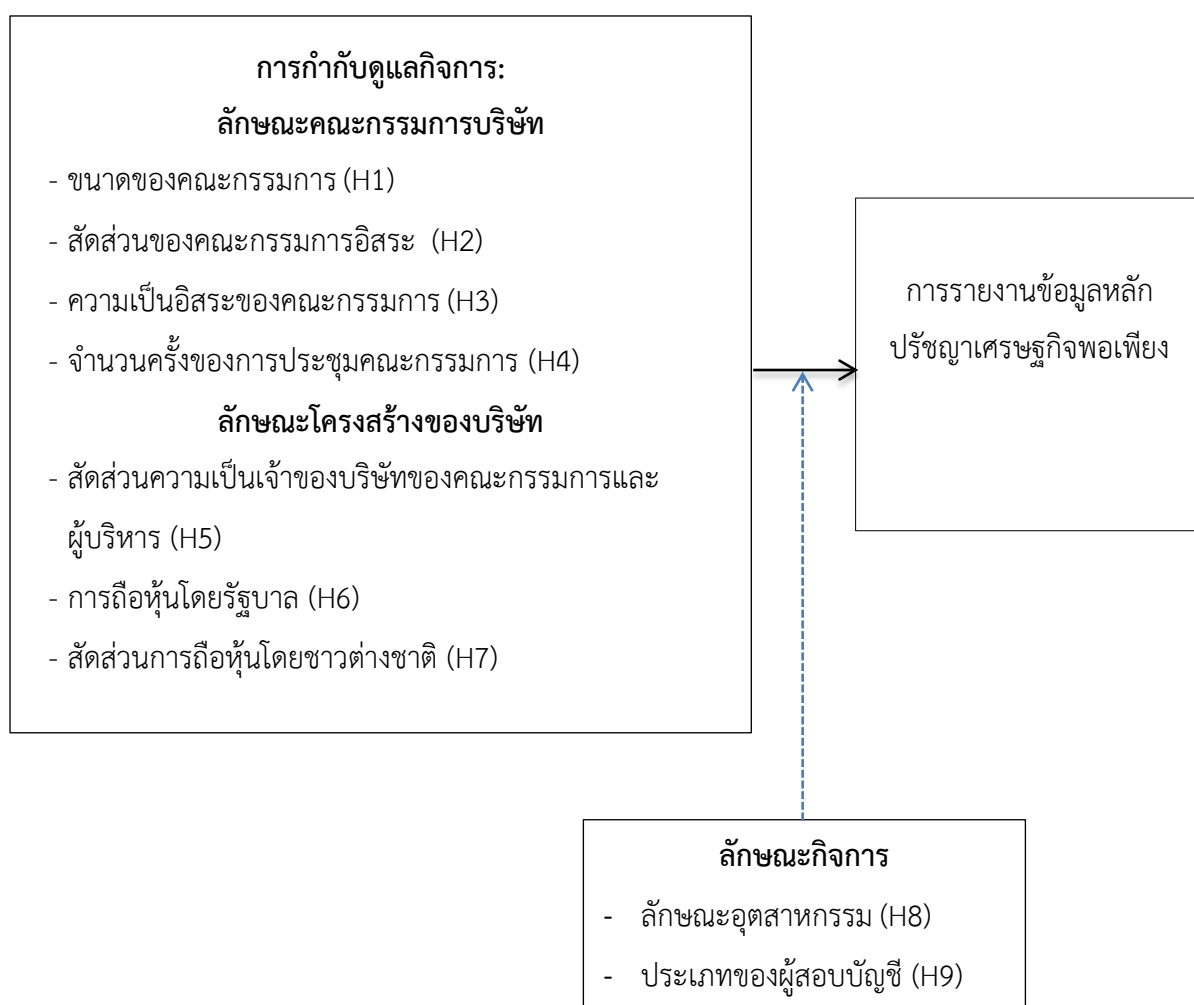 การกำกับดูแลกิจการ:
ลักษณะคณะกรรมการบริษัท
- ขนาดของคณะกรรมการ (H1)
- สัดส่วนของคณะกรรมการอิสระ (H2)
- ความเป็นอิสระของคณะกรรมการ (H3)
- จำนวนครั้งของการประชุมคณะกรรมการ (H4)
ลักษณะโครงสร้างของบริษัท
- สัดส่วนความเป็นเจ้าของบริษัทของคณะกรรมการและ
ผู้บริหาร (H5)
- การถือหุ้นโดยรัฐบาล (H6)
- สัดส่วนการถือหุ้นโดยชาวต่างชาติ (H7)
การรายงานข้อมูลหลัก
ปรัชญาเศรษฐกิจพอเพียง
ลักษณะกิจการ
- ลักษณะอุตสาหกรรม (H8)
- ประเภทของผู้สอบบัญชี (H9)